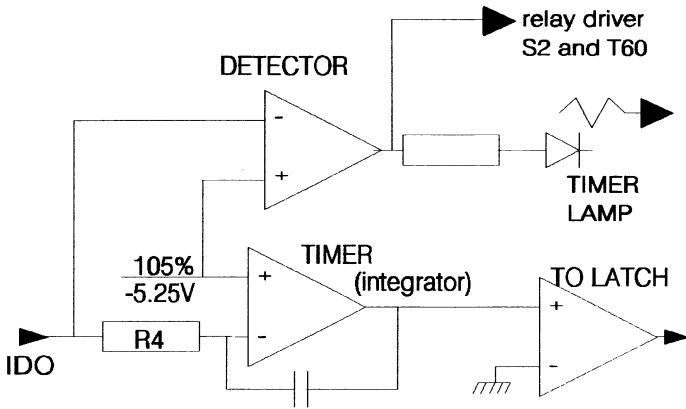 relay driver
S2 and T60
DETECTOR
-
+
TIMER
LAMP
105%
-5.25V
TIMER
(integrator)
+
-
TO LATCH
+
-
R4
IDO